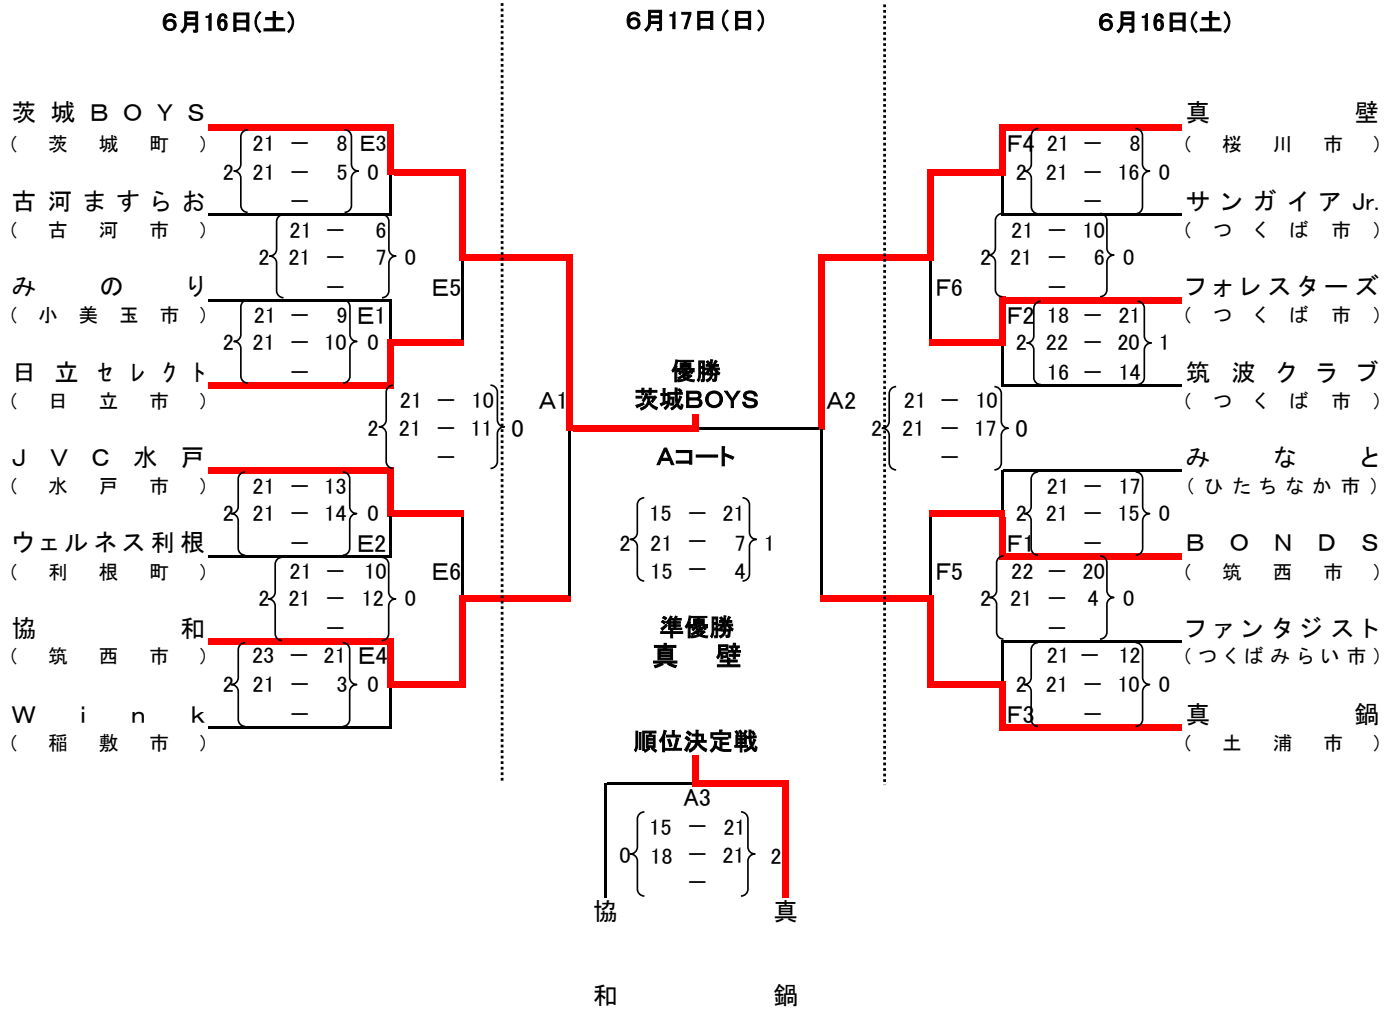 6月16日(土)
6月17日(日)
6月16日(土)
茨城BOYS
(茨城町)
21 － 8 E3
2 21 － 5 0
－
古河ますらお
(古河市)
21 － 6
2 21 － 7 0
－
E5
みのり
(小美玉市)
21 － 9 E1
2 21 － 10 0
－
日立セレクト
(日立市)
21 － 10 A1
2 21 － 11 0
－
JVC水戸
(水戸市)
21 － 13
2 21 － 14 0
－ E2
ウェルネス利根
(利根町)
21 － 10 E6
2 21 － 12 0
－
協和
(筑西市)
23 － 21 E4
2 21 － 3 0
－
Wink
(稲敷市)
優勝
茨城BOYS
Aコート
15 － 21
2 21 － 7 1
15 － 4
準優勝
真壁
順位決定戦
A3
15 － 21
0 18 － 21 2
－
協和
真鍋
真壁
(桜川市)
F4 21 － 8
2 21 － 16 0
－
サンガイアJr.
(つくば市)
21 － 10
2 21 － 6 0
－
F6
フォレスターズ
(つくば市)
F2 18 － 21
2 22 － 20 1
16 － 14
筑波クラブ
(つくば市)
A2 21 － 10
2 21 － 17 0
－
みなと
(ひたちなか市)
21 － 17
2 21 － 15 0
F1 －
BONDS
(筑西市)
F5 22 － 20
2 21 － 4 0
－
ファンタジスト
(つくばみらい市)
21 － 12
2 21 － 10 0
F3 －
真鍋
(土浦市)